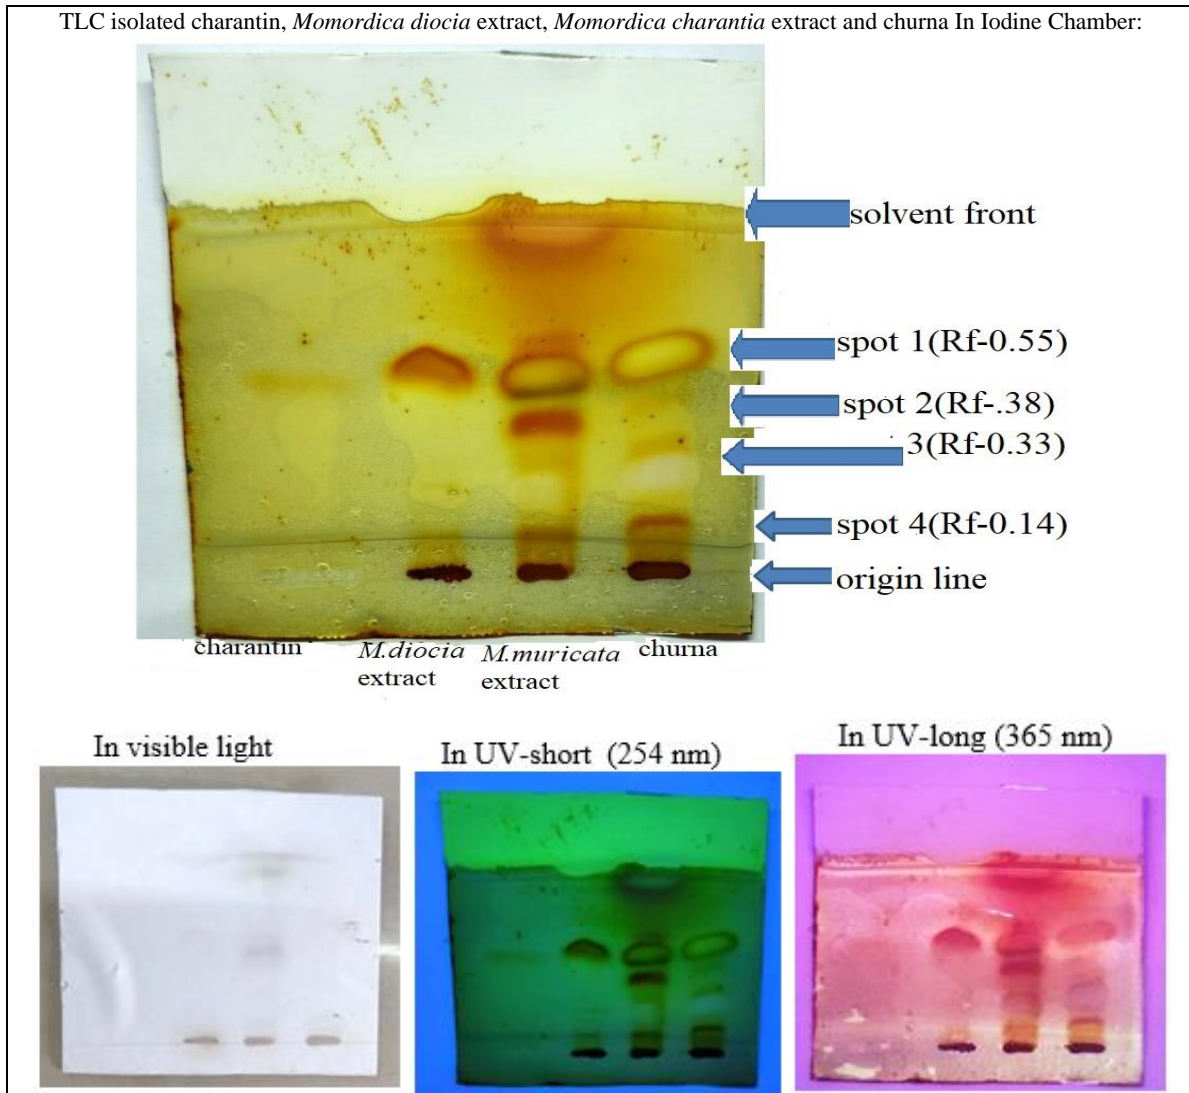 TLC isolated charantin, Momordica diocia extract, Momordica charantia extract and churna In Iodine Chamber:
solvent front
spot 1(Rf-0.55)
spot 2(Rf-.38)
3(Rf-0.33)
spot 4(Rf-0.14)
origin line
charantin
M.diocia
extract
M.muricata
extract
churna
In visible light
In UV-short (254 nm)
In UV-long (365 nm)